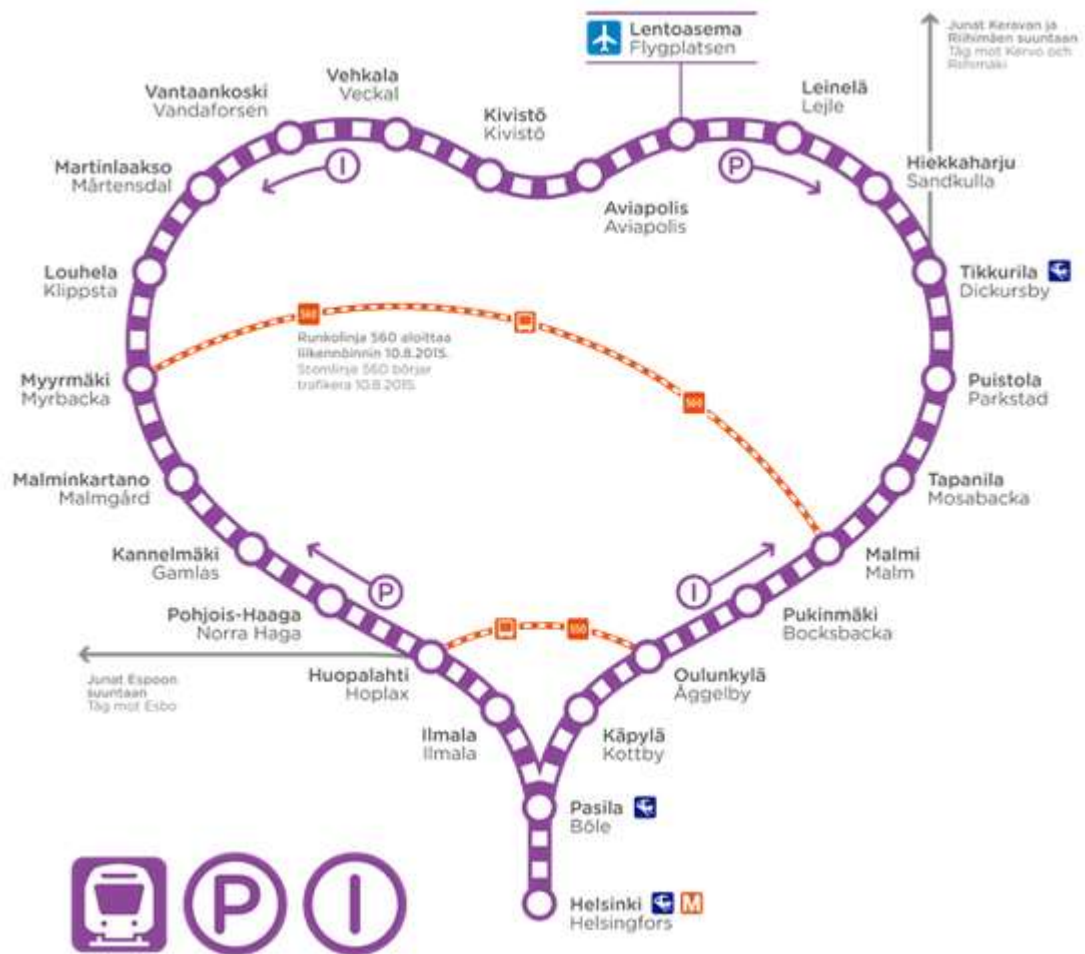 Lentoasema
Flygplatsen
Junat Keravan ja
Riihimäen suuntaan
Tåg mot Kervo och
Riihimäki
Vehkala
Veckal
Leinelä
Lejle
Vantaankoski
Vandaforsen
Kivistö
Kivistö
Martinlaakso
Mårtensdal
I
P
Hiekkaharju
Sandkulla
Aviapolis
Aviapolis
Louhela
Klippsta
Tikkurila
Dickursby
560
Runkolinja 560 aloittaa
liikennöinnin 10.8.2015.
Stomlinje 560 börjar
trafikera 10.8.2015.
Myyrmäki
Myrbacka
Puistola
Parkstad
560
Malminkartano
Malmgård
Tapanila
Mosabacka
Kannelmäki
Gamlas
Malmi
Malm
P
I
Pohjois-Haaga
Norra Haga
Pukinmäki
Bocksbacka
550
Huopalahti
Hoplax
Oulunkylä
Åggelby
Junat Espoon
suuntaan
Tåg mot Esbo
Ilmala
Ilmala
Käpylä
Kottby
Pasila
Böle
P
I
Helsinki M
Helsingfors